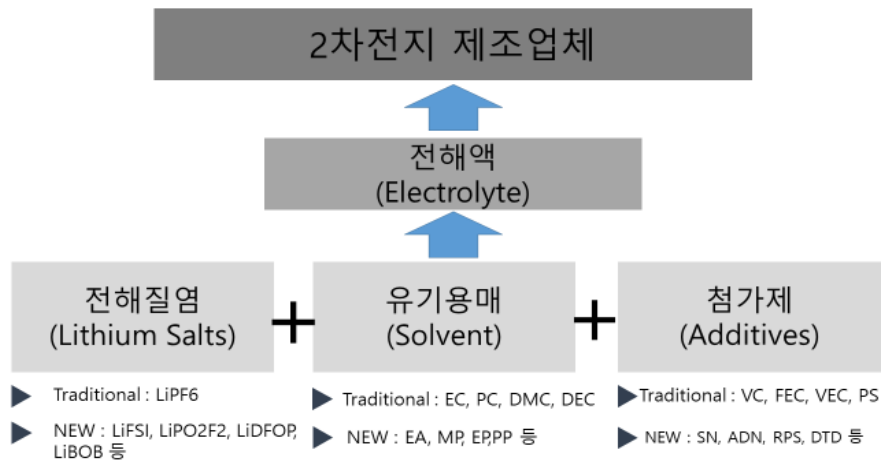 2차전지 제조업체
전해액
(Electrolyte)
전해질염
(Lithium Salts)
+
유기용매
(Solvent)
+
첨가제
(Additives)
Traditional : LiPF6
NEW : LiFSI, LiPO2F2, LiDFOP,
LiBOB 등
Traditional : EC, PC, DMC, DEC
NEW : EA, MP, EP,PP 등
Traditional : VC, FEC, VEC, PS
NEW : SN, ADN, RPS, DTD 등